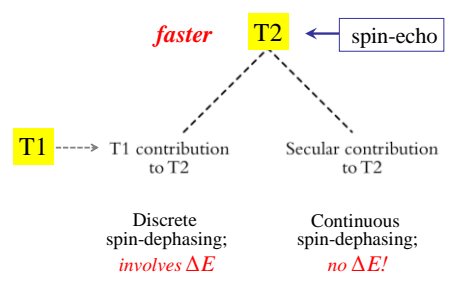 faster T2 spin-echo
T1 T1 contribution Secular contribution
to T2 to T2
Discrete Continuous
spin-dephasing; spin-dephasing;
involves ΔE no ΔE!